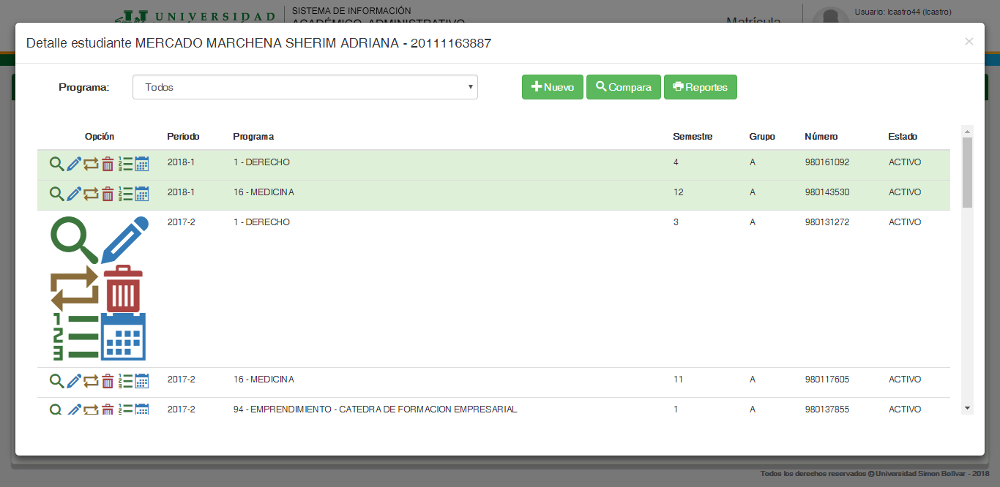 UNIVERSIDAD
SISTEMA DE INFORMACIÓN
ACADÉMICO - ADMINISTRATIVO
Matrícula
Usuario: lcastro44 (lcastro)
Detalle estudiante MERCADO MARCHENA SHERIM ADRIANA - 20111163887
×
Programa: Todos Nuevo Compara Reportes
Opción Periodo Programa Semestre Grupo Número Estado
2018-1 1 - DERECHO 4 A 980161092 ACTIVO
2018-1 16 - MEDICINA 12 A 980143530 ACTIVO
2017-2 1 - DERECHO 3 A 980131272 ACTIVO
2017-2 16 - MEDICINA 11 A 980117605 ACTIVO
2017-2 94 - EMPRENDIMIENTO - CATEDRA DE FORMACION EMPRESARIAL 1 A 980137855 ACTIVO
Todos los derechos reservados @ Universidad Simon Bolívar - 2018